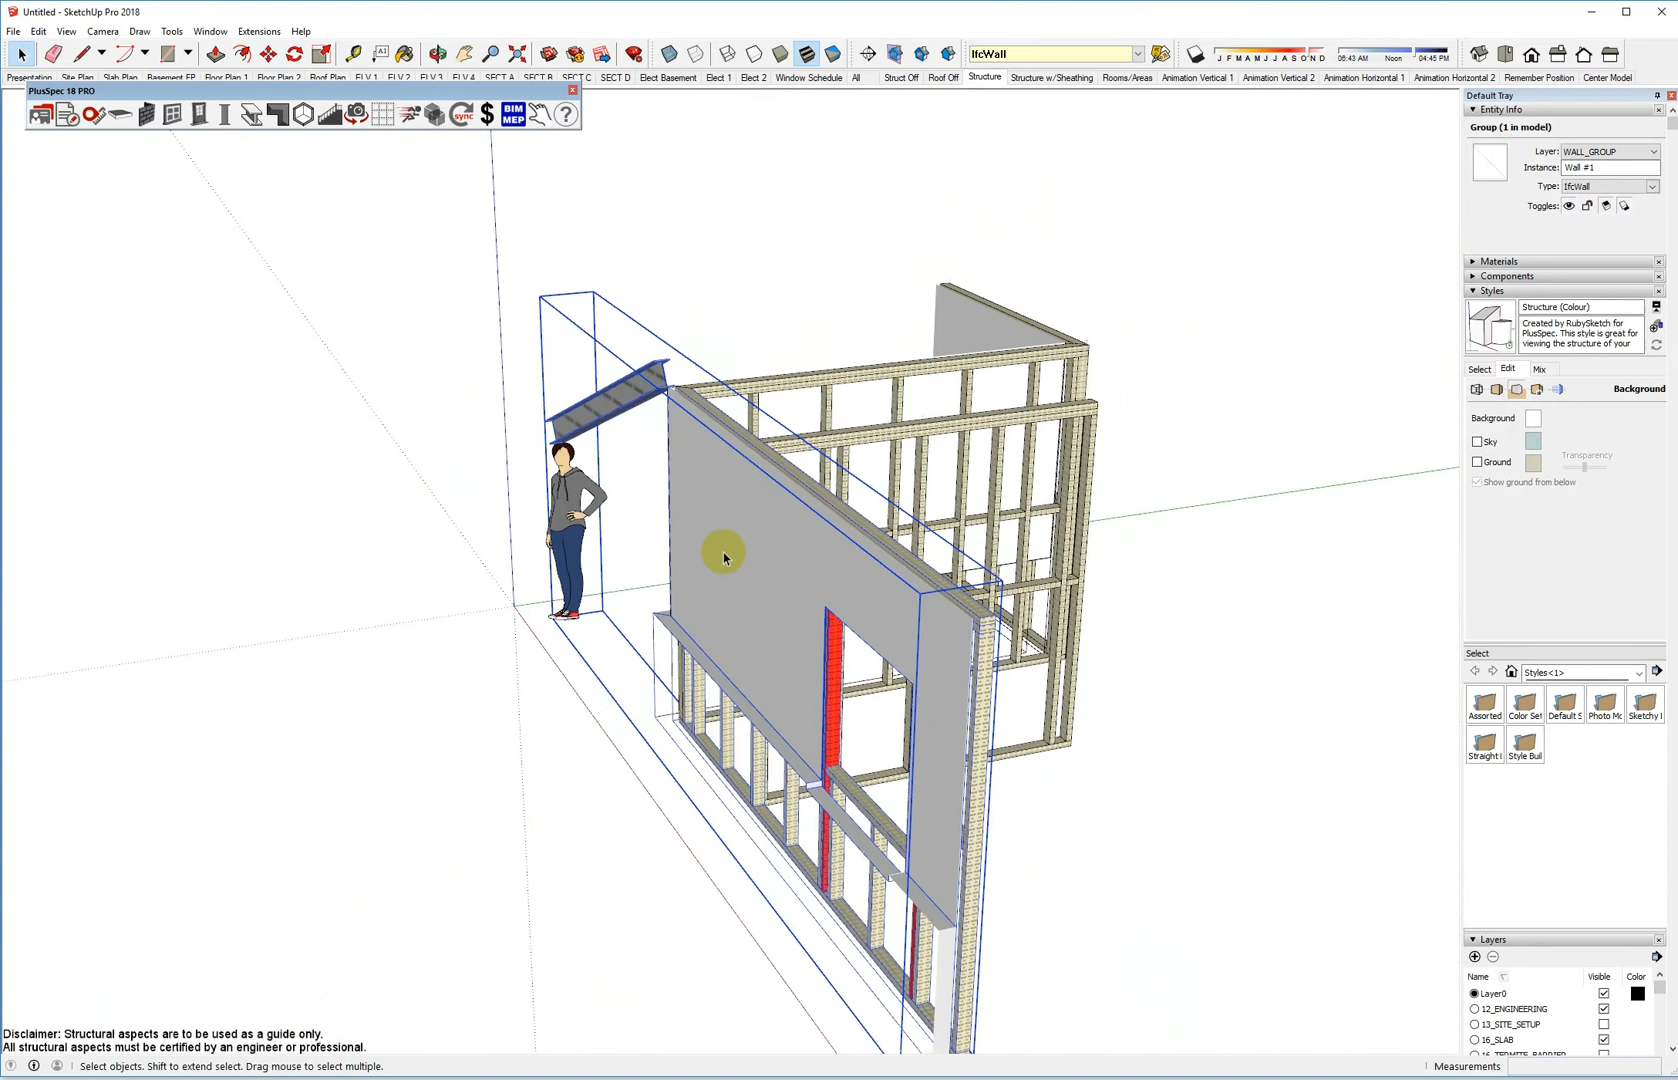 Untitled - SketchUp Pro 2018
File Edit View Camera Draw Tools Window Extensions Help
IfcWall
J F M A M J J A S O N D
06:43 AM Noon 04:45 PM
Presentation Site Plan Slab Plan Basement FP Floor Plan 1 Floor Plan 2 Roof Plan ELV 1 ELV 2 ELV 3 ELV 4 SECT A SECT B SECT C SECT D Elect Basement Elect 1 Elect 2 Window Schedule All Struct Off Roof Off Structure Structure w/Sheathing Rooms/Areas Animation Vertical 1 Animation Vertical 2 Animation Horizontal 1 Animation Horizontal 2 Remember Position Center Model
PlusSpec 18 PRO
sync $ BIM MEP ?
Default Tray
Entity Info
Group (1 in model)
Layer: WALL_GROUP
Instance: Wall #1
Type: IfcWall
Toggles:
Materials
Components
Styles
Structure (Colour)
Created by RubySketch for
PlusSpec. This style is great for
viewing the structure of your
Select Edit Mix
Background
Background
Sky
Transparency
Ground
Show ground from below
Select
Styles<1>
Assorted Color Se Default S Photo Mo Sketchy I
Straight I Style Buil
Layers
Name Visible Color
Layer0
12_ENGINEERING
13_SITE_SETUP
16_SLAB
Disclaimer: Structural aspects are to be used as a guide only.
All structural aspects must be certified by an engineer or professional.
Select objects. Shift to extend select. Drag mouse to select multiple.
Measurements